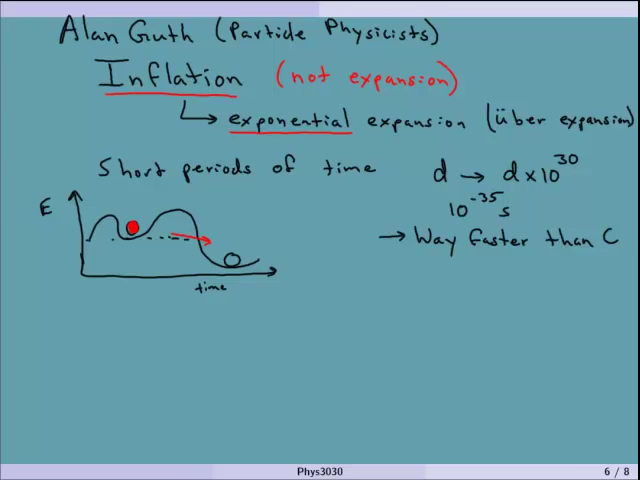 Alan Guth (Particle Physicists)
Inflation (not expansion)
exponential expansion (über expansion)
Short periods of time
d → d x 10^30
10^-35 s
→ Way faster than C
E
time
Phys3030
6 / 8